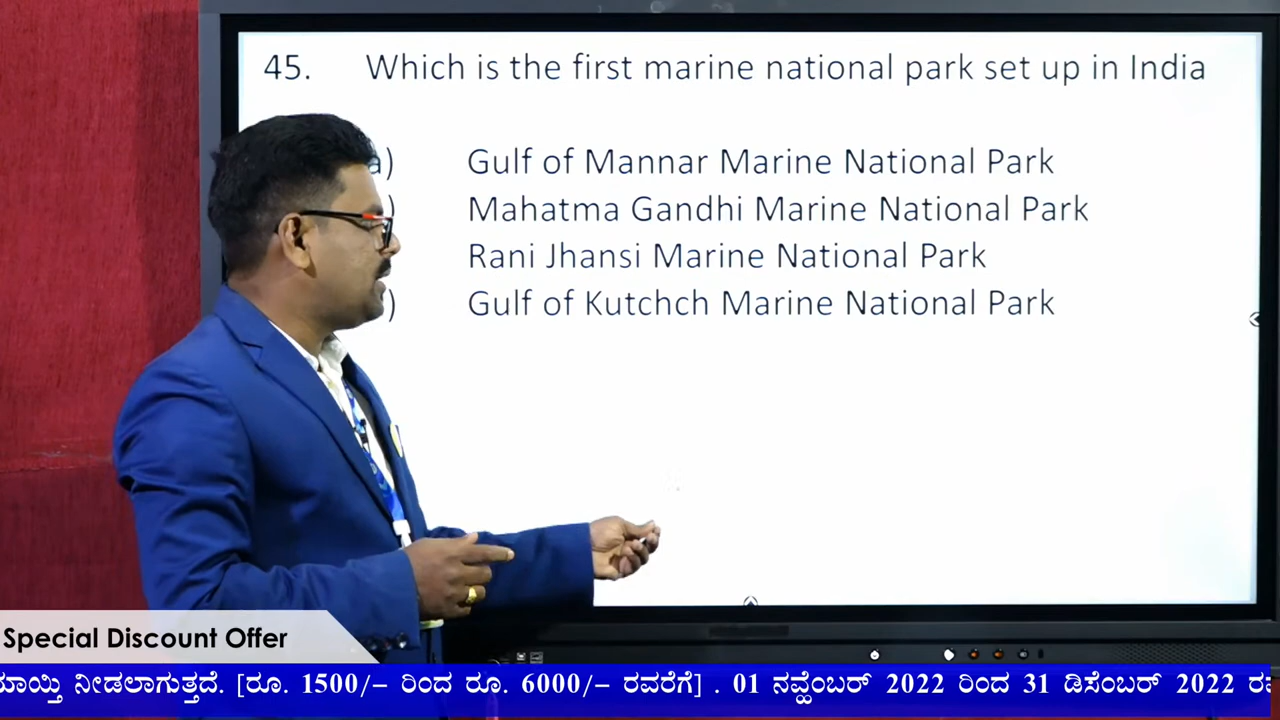 45. Which is the first marine national park set up in India
a) Gulf of Mannar Marine National Park
) Mahatma Gandhi Marine National Park
Rani Jhansi Marine National Park
) Gulf of Kutchch Marine National Park
Special Discount Offer
ನೀಡಲಾಗುತ್ತದೆ. [ರೂ. 1500/– ರಿಂದ ರೂ. 6000/– ರವರೆಗೆ] . 01 ನವ್ಹೆಂಬರ್ 2022 ರಿಂದ 31 ಡಿಸೆಂಬರ್ 2022